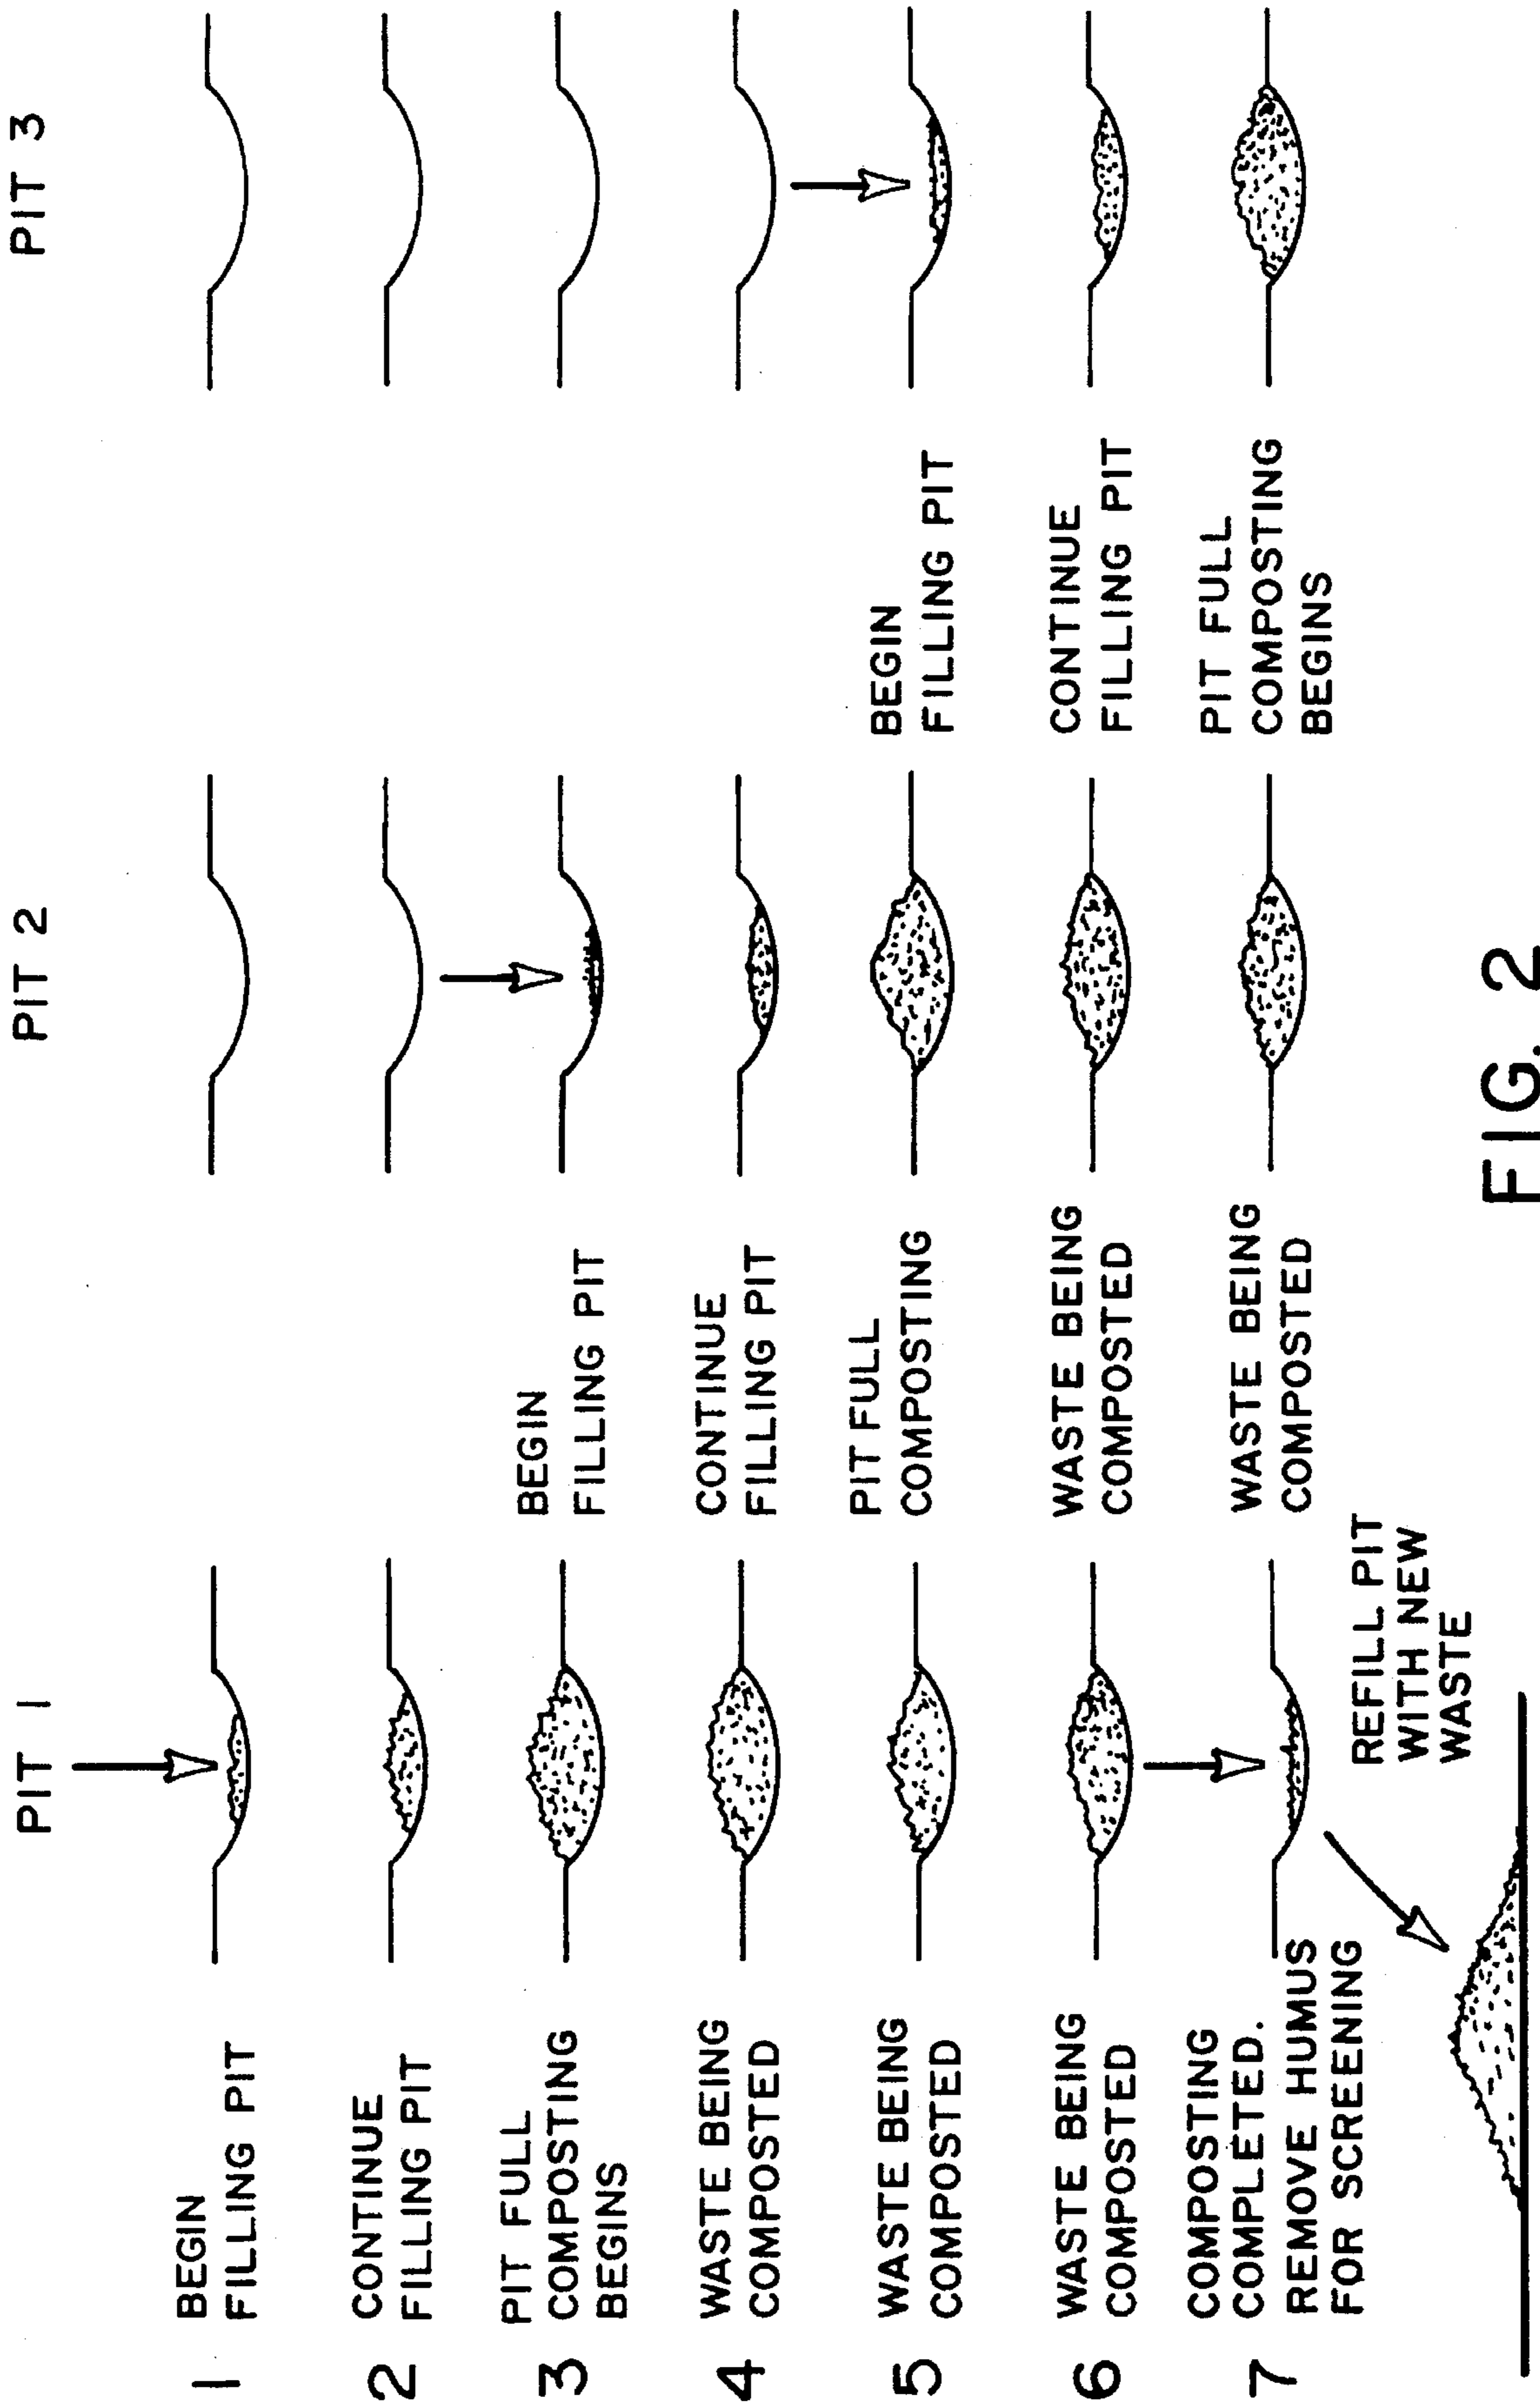 PIT 1
PIT 2
PIT 3
1
BEGIN
FILLING PIT
2
CONTINUE
FILLING PIT
3
PIT FULL
COMPOSTING
BEGINS
BEGIN
FILLING PIT
4
WASTE BEING
COMPOSTED
CONTINUE
FILLING PIT
5
WASTE BEING
COMPOSTED
PIT FULL
COMPOSTING
BEGIN
FILLING PIT
6
WASTE BEING
COMPOSTED
WASTE BEING
COMPOSTED
CONTINUE
FILLING PIT
7
COMPOSTING
COMPLETED.
REMOVE HUMUS
FOR SCREENING
REFILL PIT
WITH NEW
WASTE
WASTE BEING
COMPOSTED
PIT FULL
COMPOSTING
BEGINS
FIG. 2